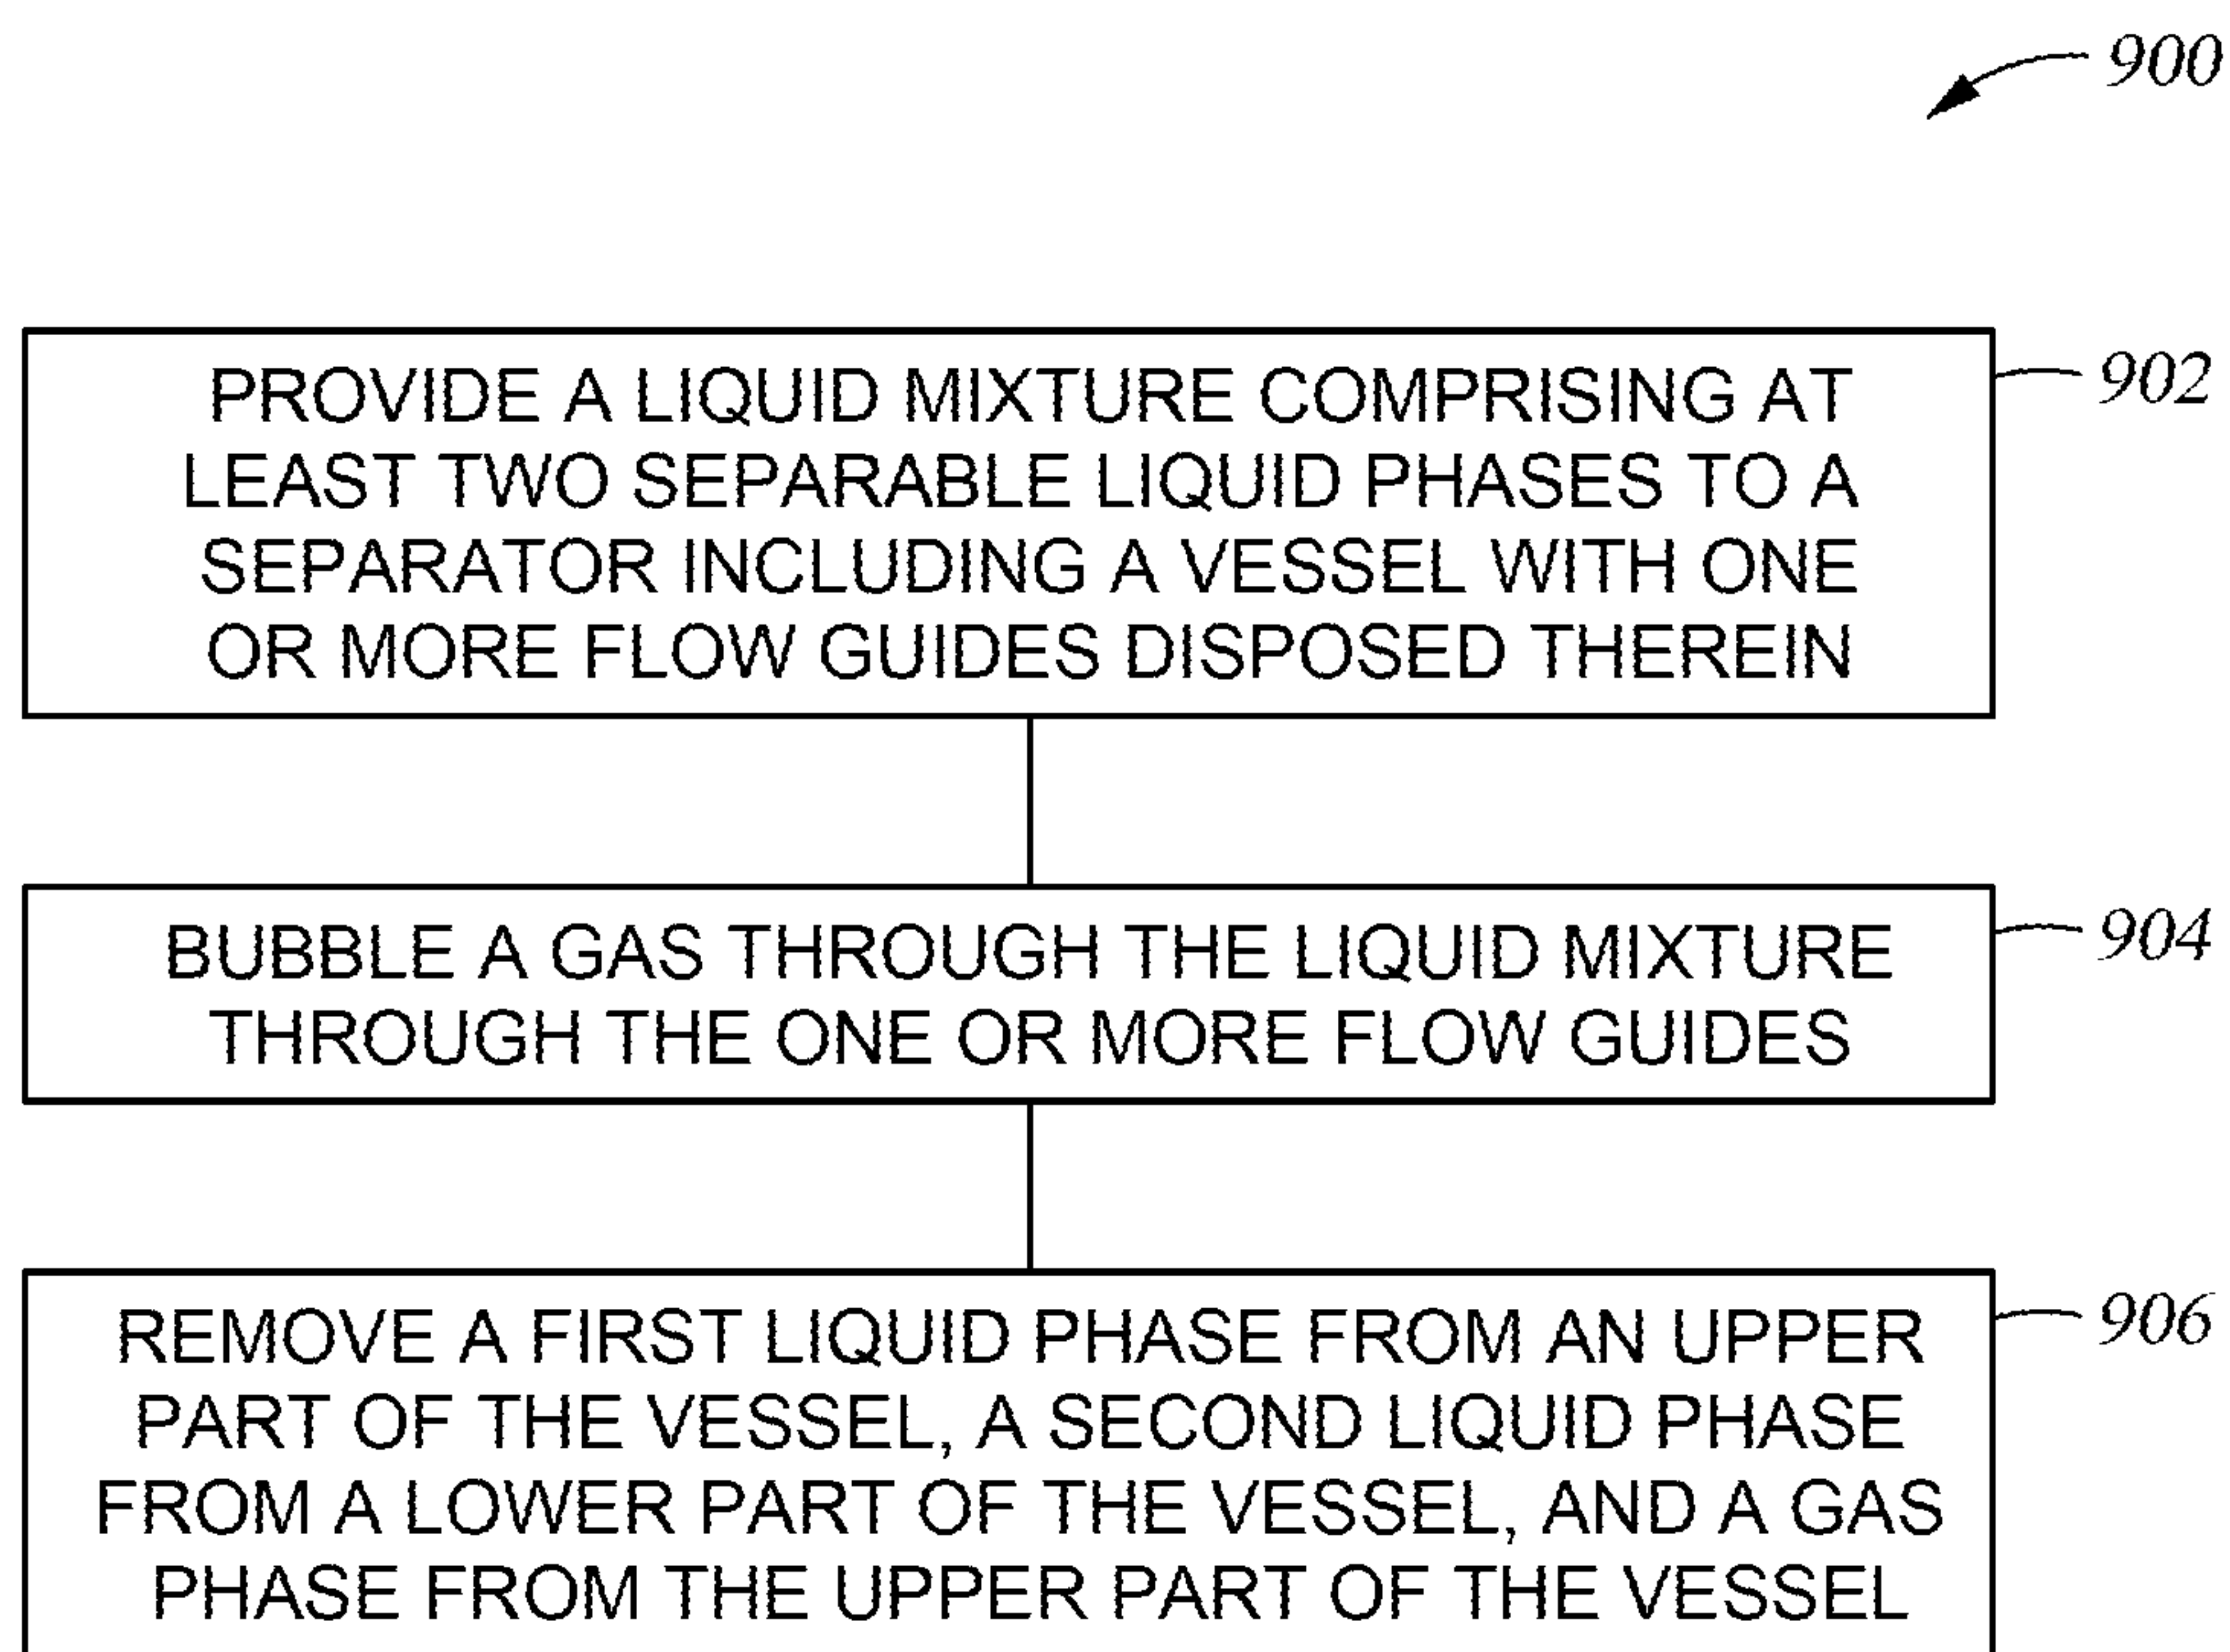 900
PROVIDE A LIQUID MIXTURE COMPRISING AT
LEAST TWO SEPARABLE LIQUID PHASES TO A
SEPARATOR INCLUDING A VESSEL WITH ONE
OR MORE FLOW GUIDES DISPOSED THEREIN
902
BUBBLE A GAS THROUGH THE LIQUID MIXTURE
THROUGH THE ONE OR MORE FLOW GUIDES
904
REMOVE A FIRST LIQUID PHASE FROM AN UPPER
PART OF THE VESSEL, A SECOND LIQUID PHASE
FROM A LOWER PART OF THE VESSEL, AND A GAS
PHASE FROM THE UPPER PART OF THE VESSEL
906